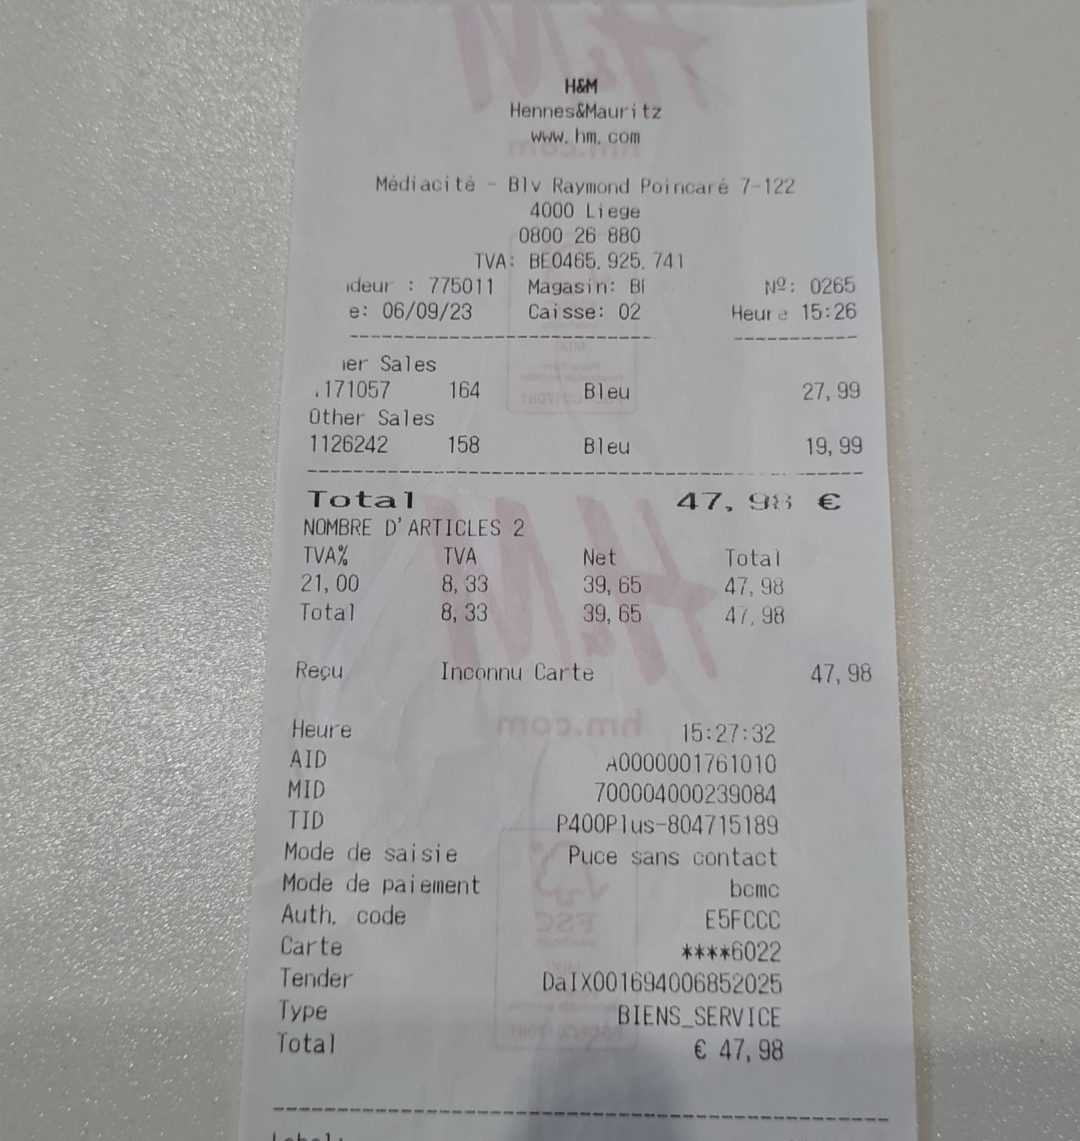 H&M
Hennes&Mauritz
www.hm.com
Médiacité - Blv Raymond Poincaré 7-122
4000 Liege
0800 26 880
TVA: BE0465.925.741
deur : 775011 Magasin: Nº: 0265
e: 06/09/23 Caisse: 02 Heure 15:26
er Sales
171057 164 Bleu 27,99
Other Sales
1126242 158 Bleu 19,99
Total 47,98 €
NOMBRE D'ARTICLES 2
TVA% TVA Net Total
21,00 8,33 39,65 47,98
Total 8,33 39,65 47,98
Reçu Inconnu Carte 47,98
Heure 15:27:32
AID A0000001761010
MID 700004000239084
TID P400Plus-804715189
Mode de saisie Puce sans contact
Mode de paiement bcmc
Auth. code E5FCCC
Carte ****6022
Tender DaIX001694006852025
Type BIENS_SERVICE
Total € 47,98